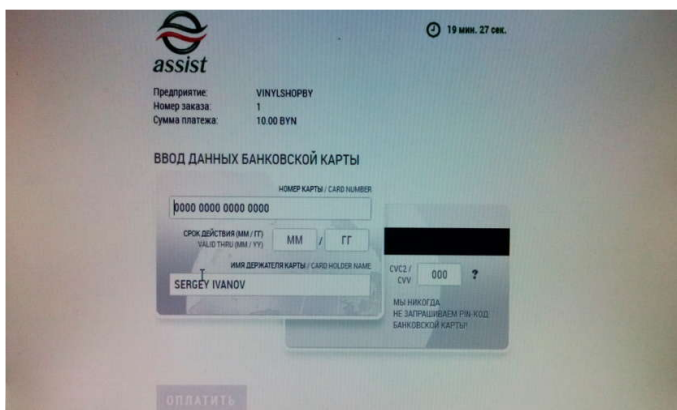 19 мин. 27 сек.
assist
Предприятие: VINYLSHOPBY
Номер заказа: 1
Сумма платежа: 10.00 BYN
ВВОД ДАННЫХ БАНКОВСКОЙ КАРТЫ
НОМЕР КАРТЫ / CARD NUMBER
0000 0000 0000 0000
СРОК ДЕЙСТВИЯ (ММ / ГГ)
VALID THRU (MM / YY)
ММ / ГГ
ИМЯ ДЕРЖАТЕЛЯ КАРТЫ / CARD HOLDER NAME
SERGEY IVANOV
CVC2 /
CVV
000 ?
МЫ НИКОГДА
НЕ ЗАПРАШИВАЕМ PIN-КОД
БАНКОВСКОЙ КАРТЫ!
ОПЛАТИТЬ